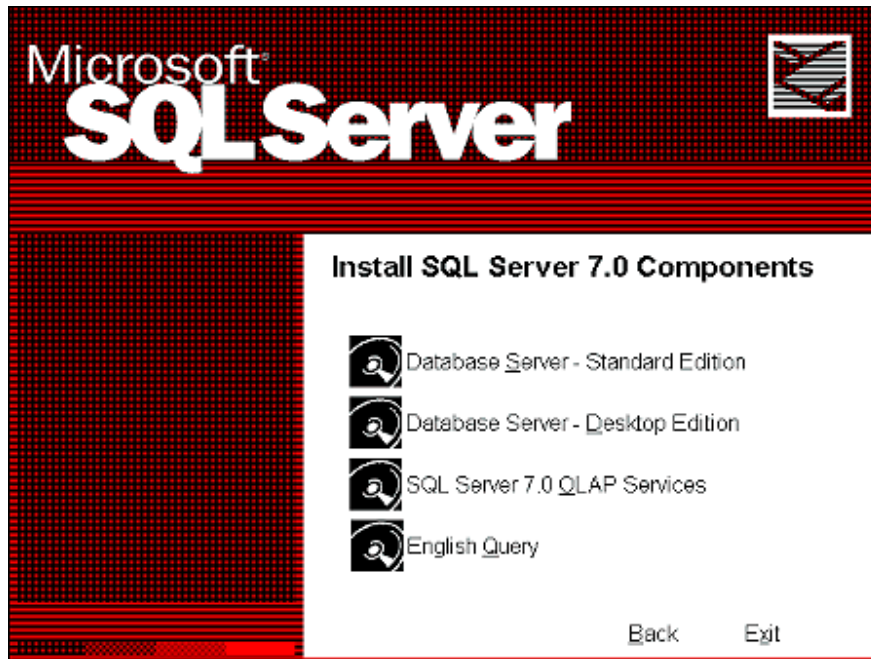 Microsoft®
SQL Server
Install SQL Server 7.0 Components
Database Server - Standard Edition
Database Server - Desktop Edition
SQL Server 7.0 OLAP Services
English Query
Back Exit